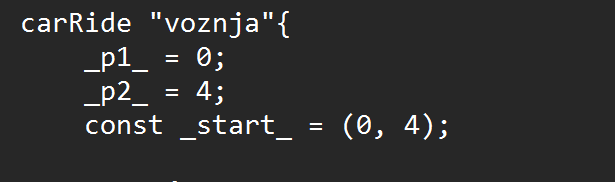 carRide "voznja"{
_p1_ = 0;
_p2_ = 4;
const _start_ = (0, 4);